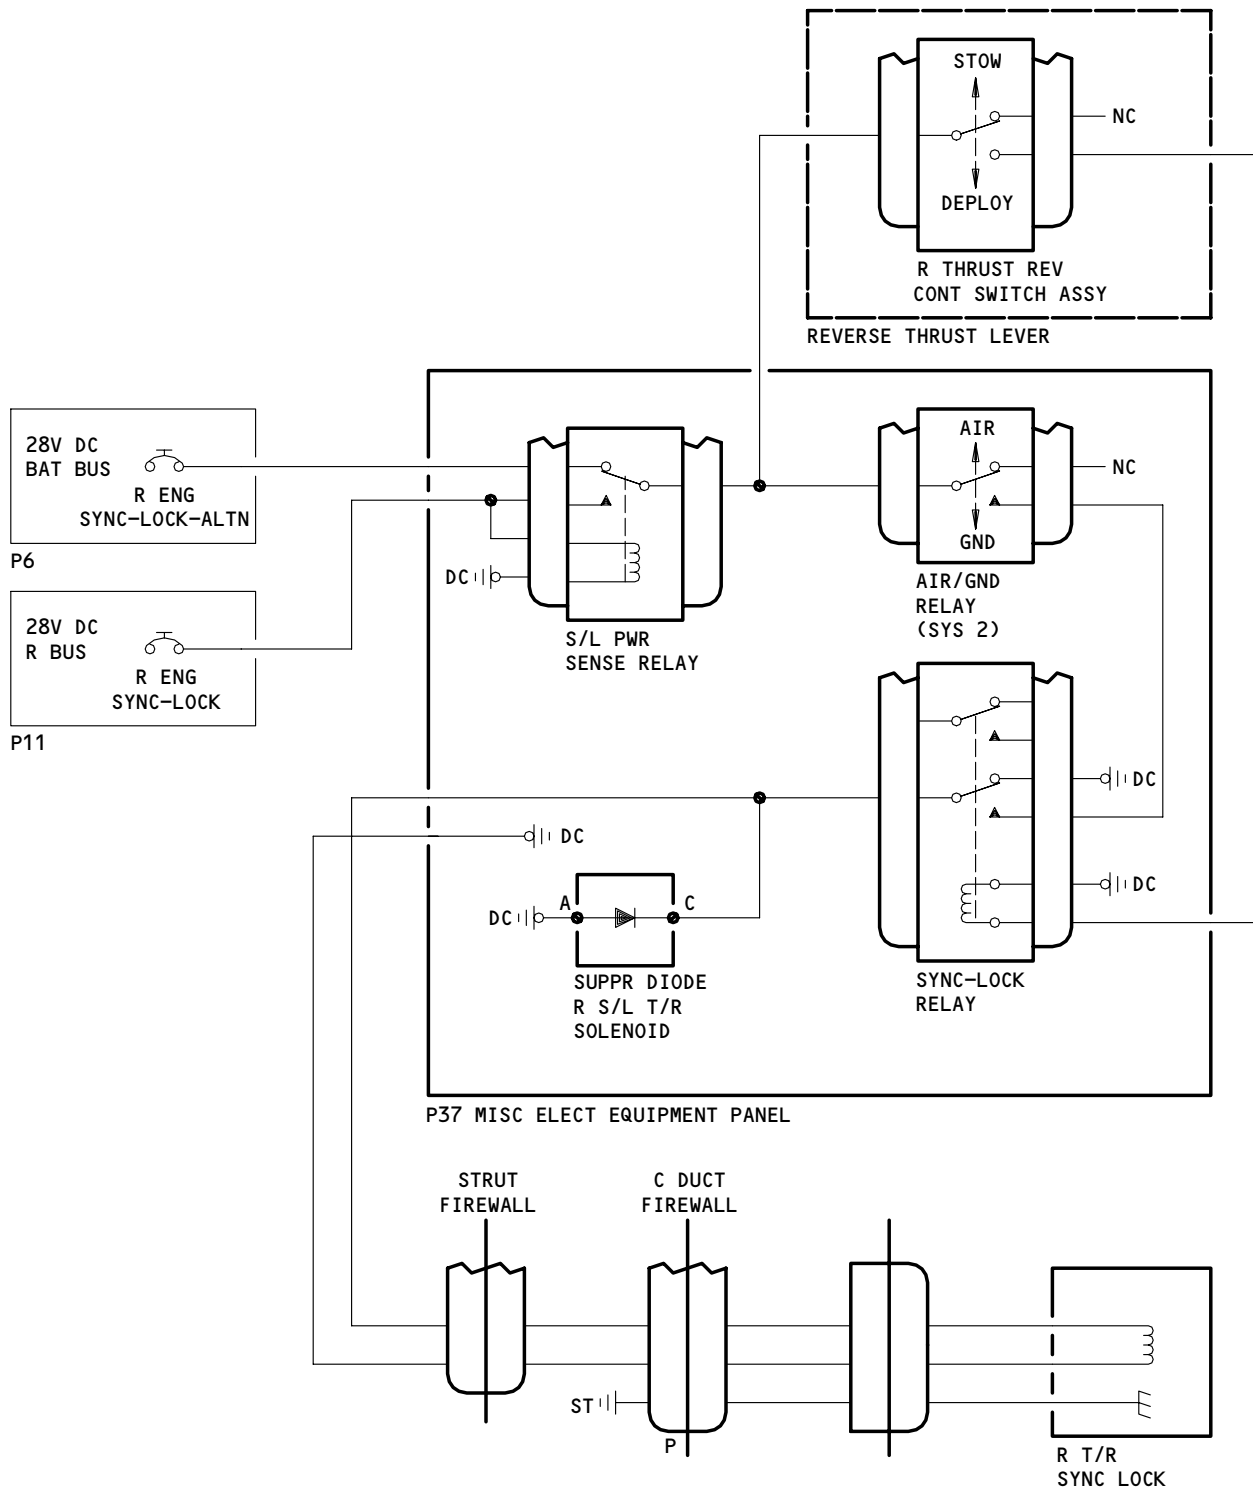 STOW
NC
DEPLOY
R THRUST REV
CONT SWITCH ASSY
REVERSE THRUST LEVER
28V DC
BAT BUS
R ENG
SYNC-LOCK-ALTN
P6
28V DC
R BUS
R ENG
SYNC-LOCK
P11
DC
S/L PWR
SENSE RELAY
AIR
NC
GND
AIR/GND
RELAY
(SYS 2)
DC
DC
SYNC-LOCK
RELAY
DC
DC
A
C
SUPPR DIODE
R S/L T/R
SOLENOID
P37 MISC ELECT EQUIPMENT PANEL
STRUT
FIREWALL
C DUCT
FIREWALL
ST
P
R T/R
SYNC LOCK